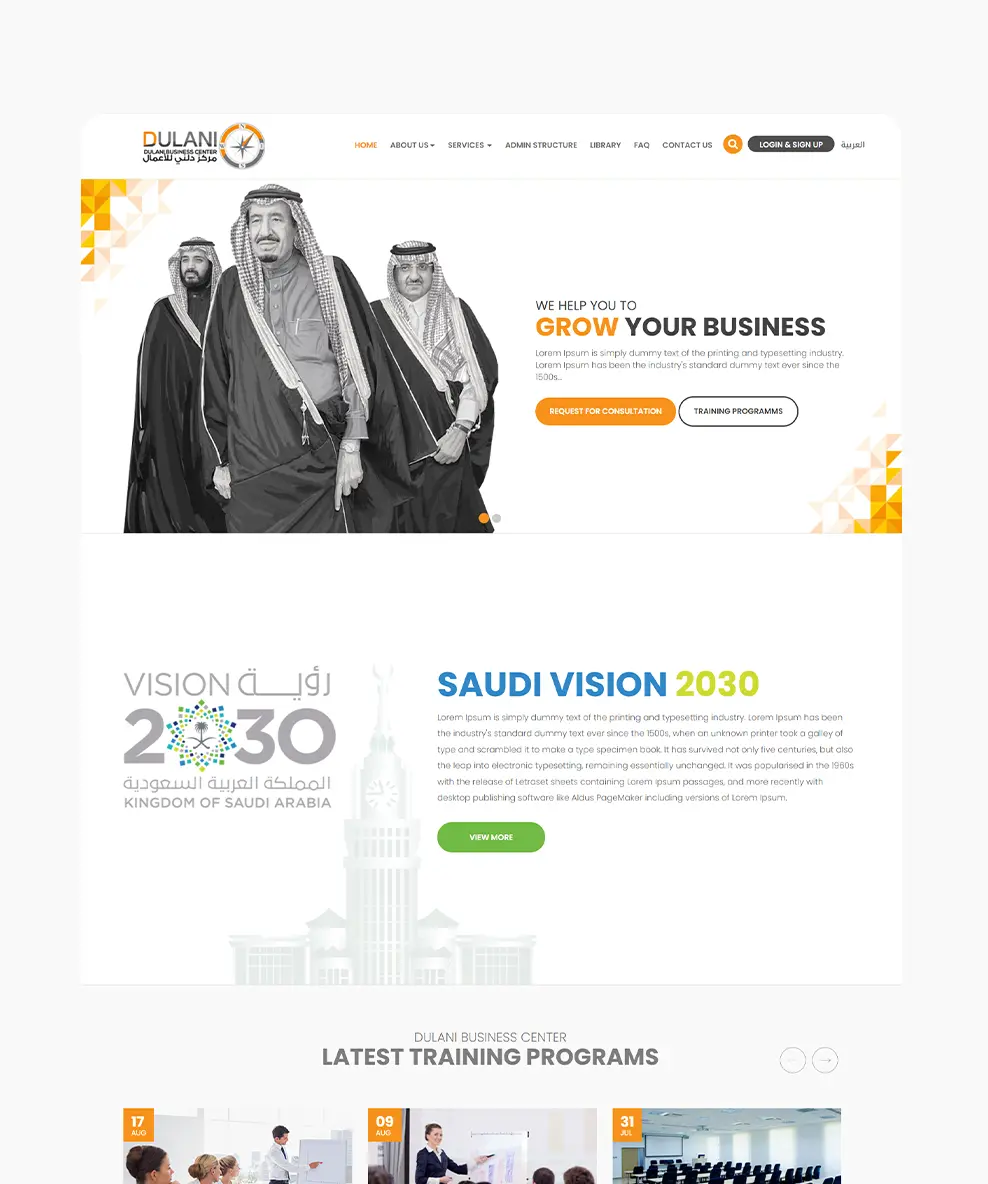 DULANI
DULANI BUSINESS CENTER
مركز دلني للأعمال
HOME
ABOUT US
SERVICES
ADMIN STRUCTURE
LIBRARY
FAQ
CONTACT US
LOGIN & SIGN UP
العربية
WE HELP YOU TO
GROW YOUR BUSINESS
Lorem Ipsum is simply dummy text of the printing and typesetting industry.
Lorem Ipsum has been the industry's standard dummy text ever since the
1500s...
REQUEST FOR CONSULTATION
TRAINING PROGRAMMS
VISION رؤيـــة
2030
المملكة العربية السعودية
KINGDOM OF SAUDI ARABIA
SAUDI VISION 2030
Lorem Ipsum is simply dummy text of the printing and typesetting industry. Lorem Ipsum has been
the industry's standard dummy text ever since the 1500s, when an unknown printer took a galley of
type and scrambled it to make a type specimen book. It has survived not only five centuries, but also
the leap into electronic typesetting, remaining essentially unchanged. It was popularised in the 1960s
with the release of Letraset sheets containing Lorem Ipsum passages, and more recently with
desktop publishing software like Aldus PageMaker including versions of Lorem Ipsum.
VIEW MORE
DULANI BUSINESS CENTER
LATEST TRAINING PROGRAMS
17
AUG
09
AUG
31
JUL